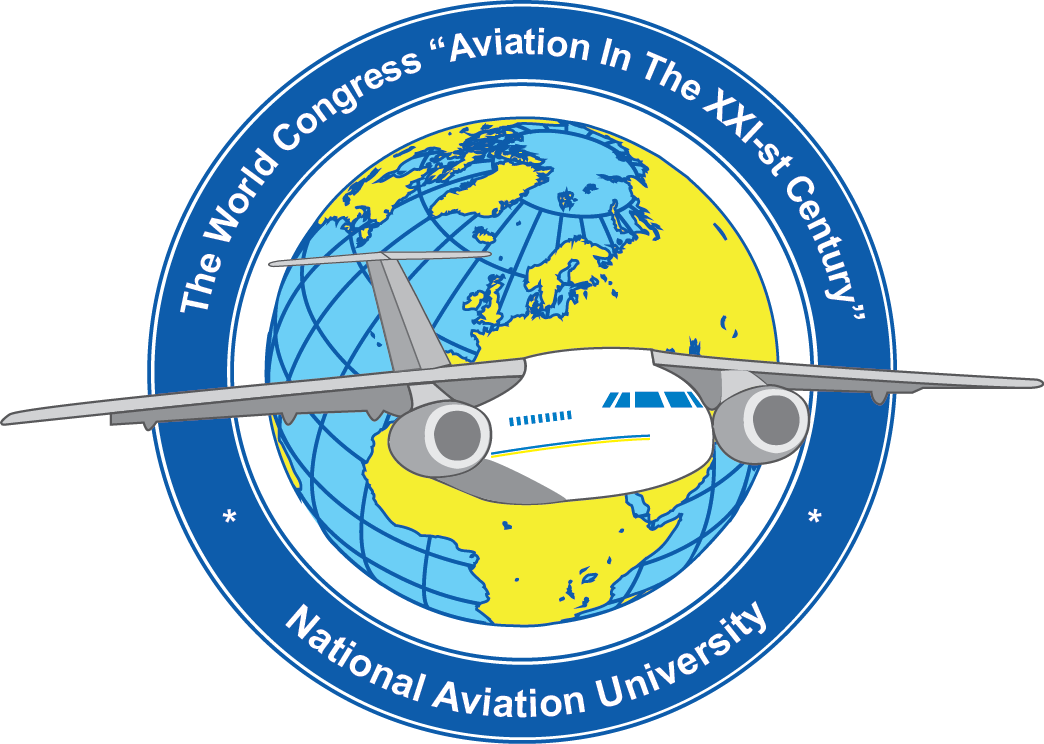 The World Congress “Aviation In The XXI-st Century”
* *
National Aviation University